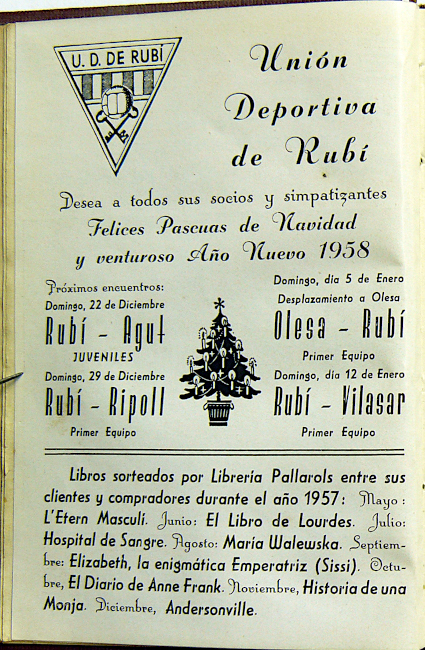 U. D. DE RUBÍ
Unión
Deportiva
de Rubí
Desea a todos sus socios y simpatizantes
Felices Pascuas de Navidad
y venturoso Año Nuevo 1958
Próximos encuentros:
Domingo, 22 de Diciembre
Rubí - Agut
JUVENILES
Domingo, 29 de Diciembre
Rubí - Ripoll
Primer Equipo
Domingo, día 5 de Enero
Desplazamiento a Olesa
Olesa - Rubí
Primer Equipo
Domingo, día 12 de Enero
Rubí - Vilasar
Primer Equipo
Libros sorteados por Librería Pallarols entre sus
clientes y compradores durante el año 1957: Mayo:
L'Etern Masculí. Junio: El Libro de Lourdes. Julio:
Hospital de Sangre. Agosto: María Walewska. Septiem-
bre: Elizabeth, la enigmática Emperatriz (Sissi). Octu-
bre, El Diario de Anne Frank. Noviembre, Historia de una
Monja. Diciembre, Andersonville.